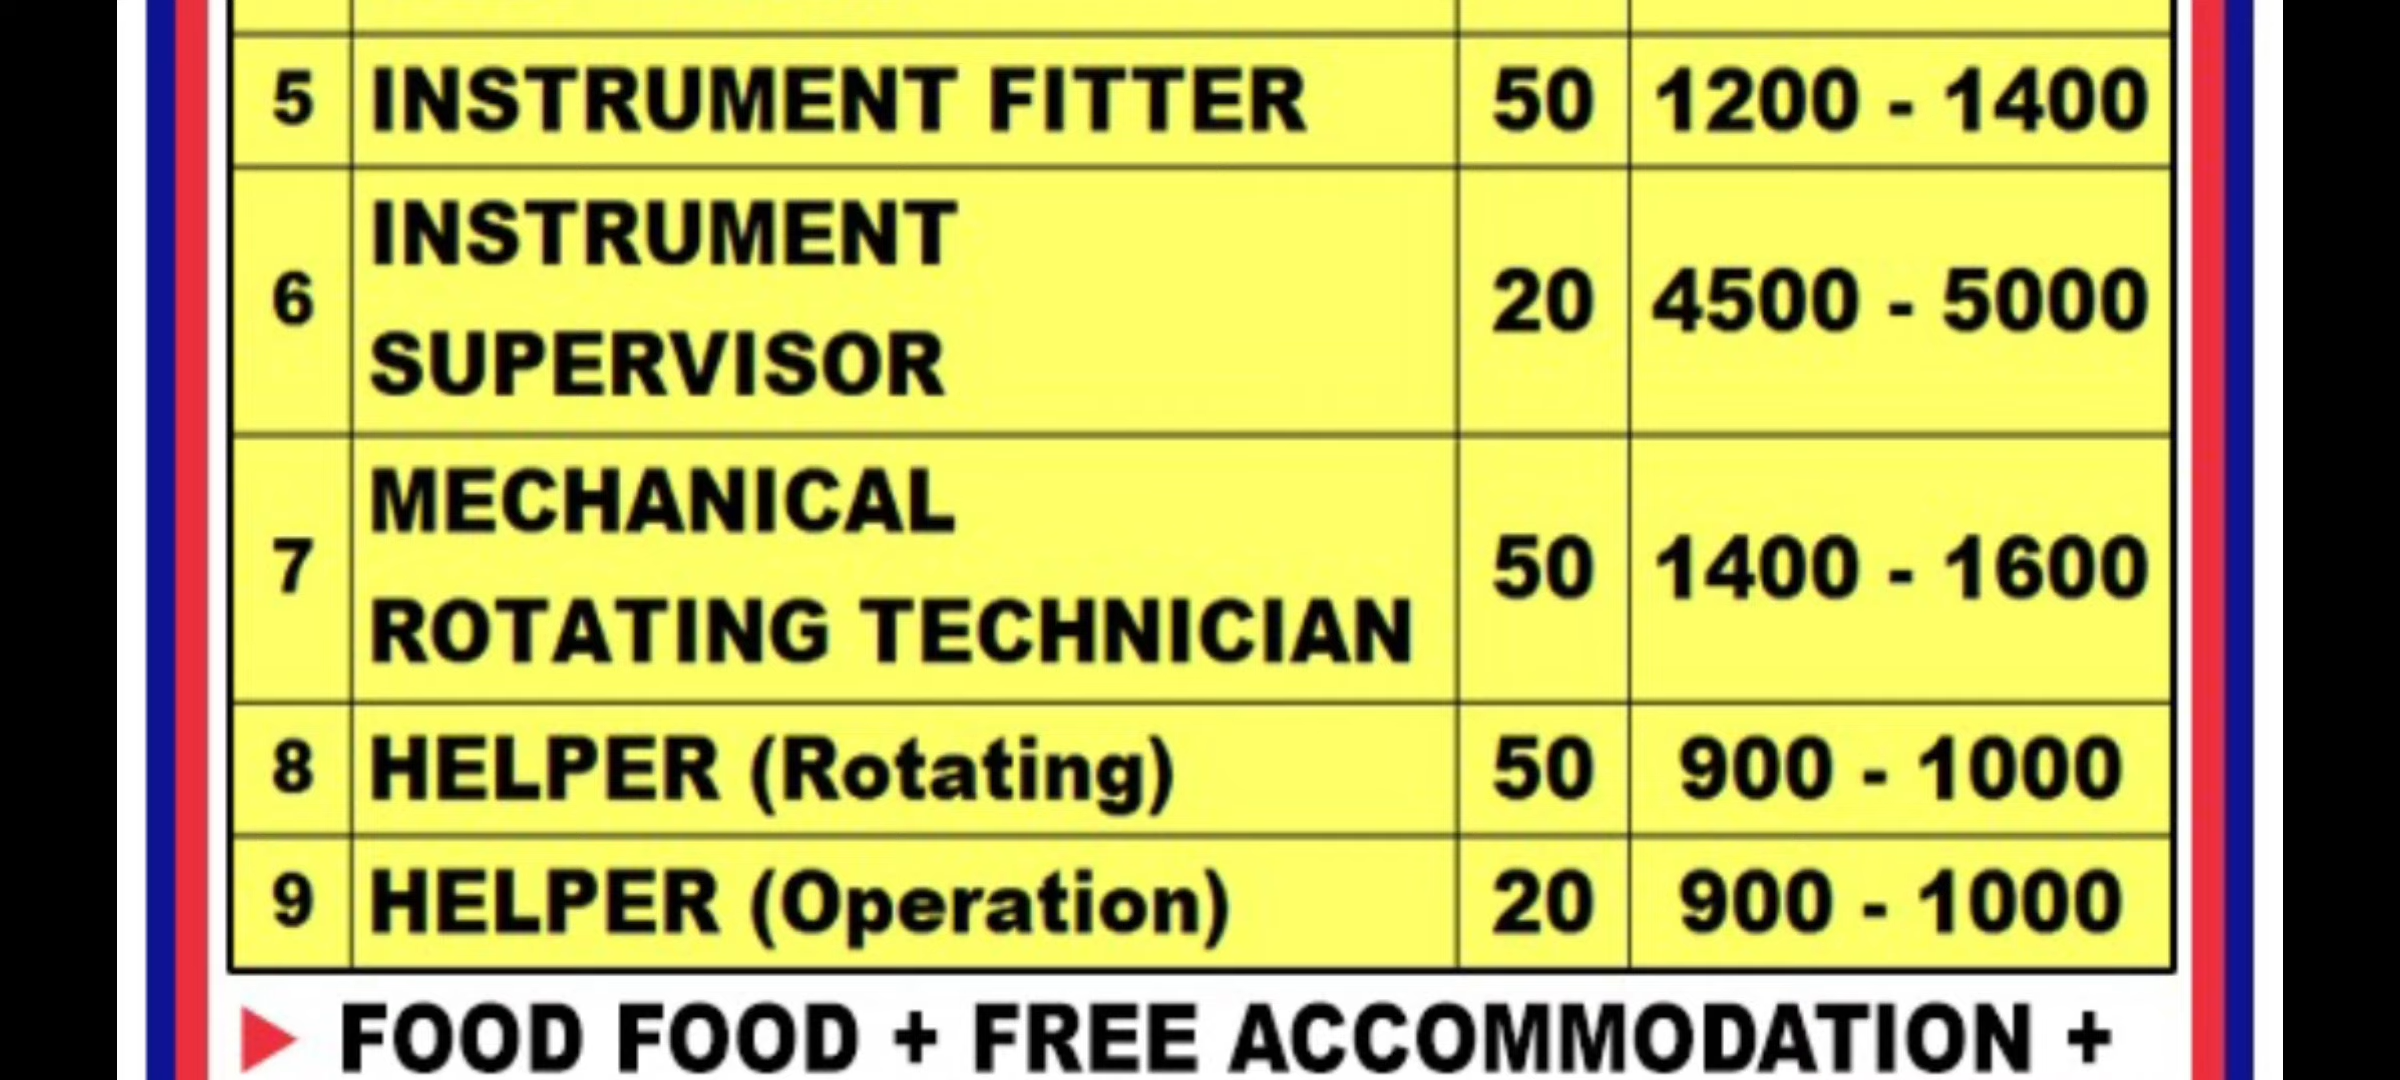 5 INSTRUMENT FITTER 50 1200 - 1400
6 INSTRUMENT SUPERVISOR 20 4500 - 5000
7 MECHANICAL ROTATING TECHNICIAN 50 1400 - 1600
8 HELPER (Rotating) 50 900 - 1000
9 HELPER (Operation) 20 900 - 1000
FOOD FOOD + FREE ACCOMMODATION +